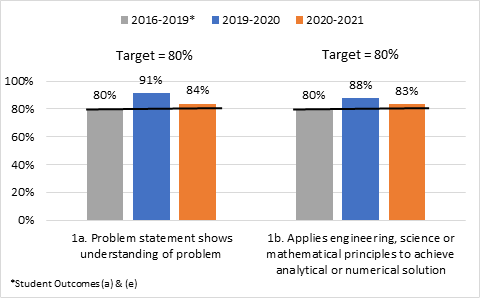 2016-2019* 2019-2020 2020-2021
Target = 80% Target = 80%
100%
80%
60%
40%
20%
0%
80% 91% 84% 80% 88% 83%
1a. Problem statement shows
understanding of problem
1b. Applies engineering, science or
mathematical principles to achieve
analytical or numerical solution
*Student Outcomes (a) & (e)